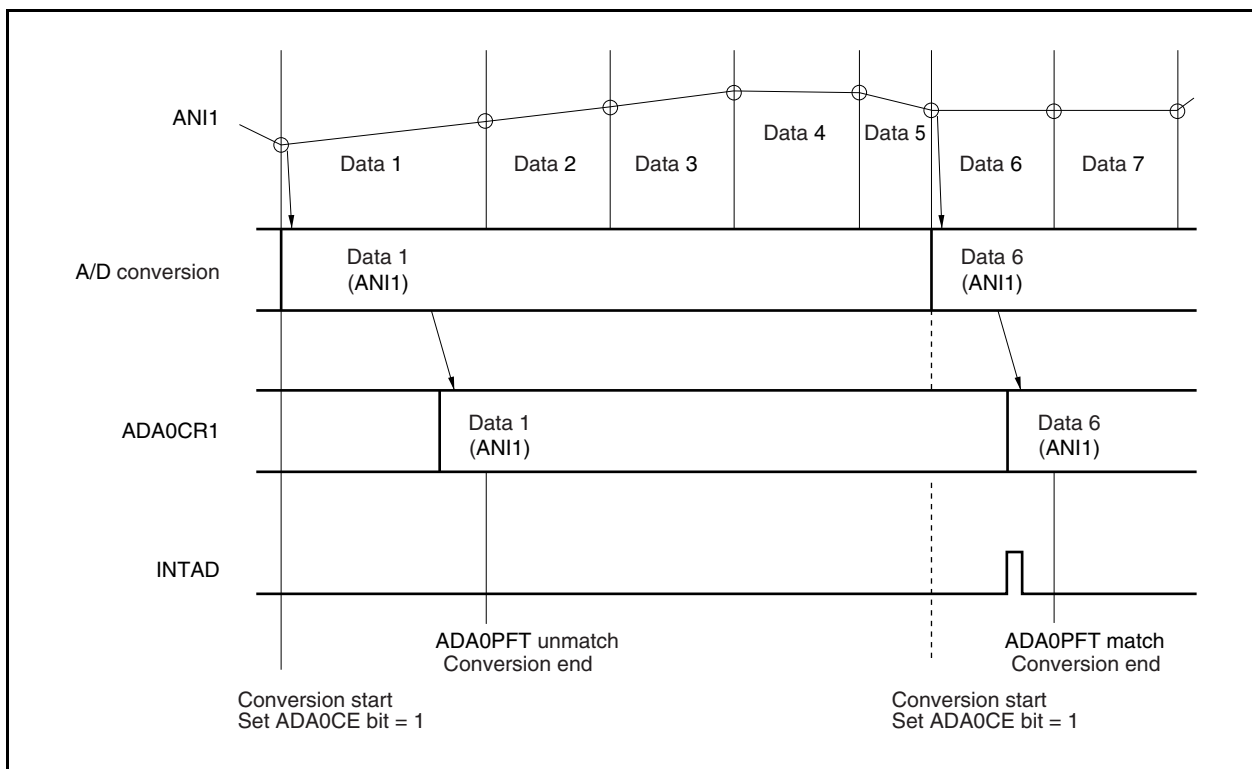 ANI1
Data 1
Data 2
Data 3
Data 4
Data 5
Data 6
Data 7
A/D conversion
Data 1
(ANI1)
Data 6
(ANI1)
ADA0CR1
Data 1
(ANI1)
Data 6
(ANI1)
INTAD
ADA0PFT unmatch
Conversion end
ADA0PFT match
Conversion end
Conversion start
Set ADA0CE bit = 1
Conversion start
Set ADA0CE bit = 1